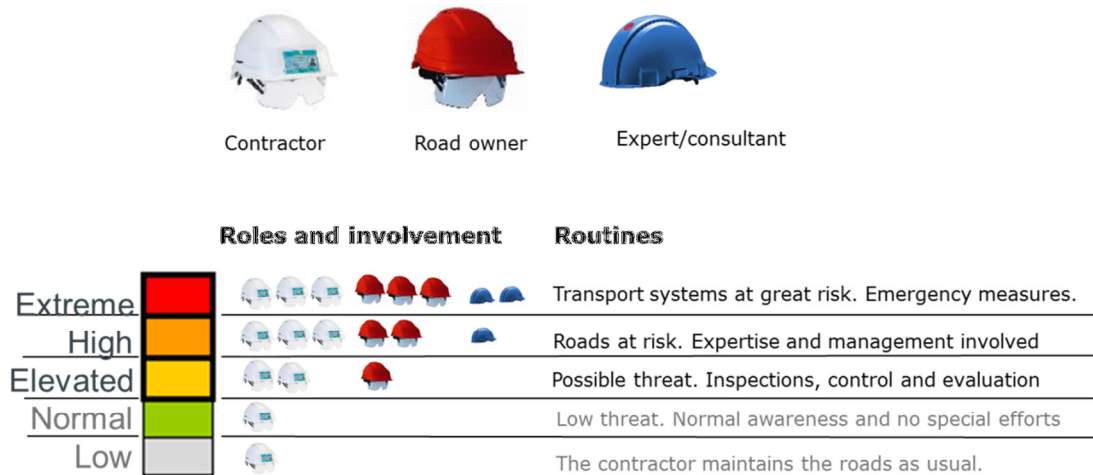 Contractor
Road owner
Expert/consultant
Roles and involvement
Routines
Extreme
Transport systems at great risk. Emergency measures.
High
Roads at risk. Expertise and management involved
Elevated
Possible threat. Inspections, control and evaluation
Normal
Low threat. Normal awareness and no special efforts
Low
The contractor maintains the roads as usual.